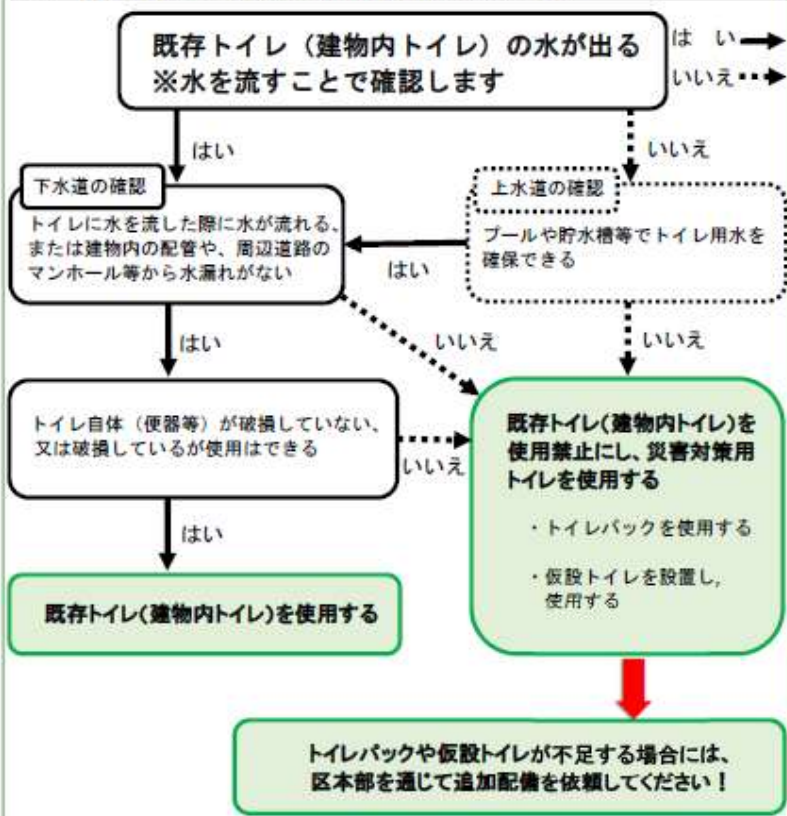 既存トイレ(建物内トイレ)の水が出る
※水を流すことで確認します
は い
いいえ
はい
いいえ
下水道の確認
トイレに水を流した際に水が流れる、
または建物内の配管や、周辺道路の
マンホール等から水漏れがない
上水道の確認
プールや貯水槽等でトイレ用水を
確保できる
はい
はい
いいえ
いいえ
トイレ自体(便器等)が破損していない、
又は破損しているが使用はできる
いいえ
既存トイレ(建物内トイレ)を
使用禁止にし、災害対策用
トイレを使用する
・トイレパックを使用する
・仮設トイレを設置し,
使用する
はい
既存トイレ(建物内トイレ)を使用する
トイレパックや仮設トイレが不足する場合には、
区本部を通じて追加配備を依頼してください!